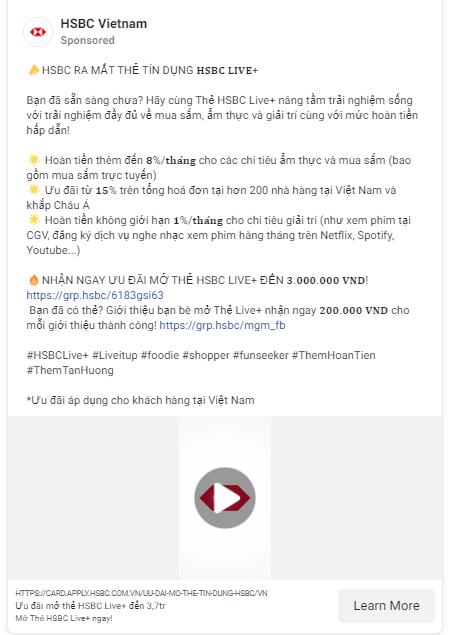 HSBC Vietnam
Sponsored
HSBC RA MẮT THẺ TÍN DỤNG HSBC LIVE+
Bạn đã sẵn sàng chưa? Hãy cùng Thẻ HSBC Live+ nâng tầm trải nghiệm sống
với trải nghiệm đầy đủ về mua sắm, ẩm thực và giải trí cùng với mức hoàn tiền
hấp dẫn!
🌟 Hoàn tiền thêm đến 8%/tháng cho các chi tiêu ẩm thực và mua sắm (bao
gồm mua sắm trực tuyến)
🌟 Ưu đãi từ 15% trên tổng hoá đơn tại hơn 200 nhà hàng tại Việt Nam và
khắp Châu Á
🌟 Hoàn tiền không giới hạn 1%/tháng cho chi tiêu giải trí (như xem phim tại
CGV, đăng ký dịch vụ nghe nhạc xem phim hàng tháng trên Netflix, Spotify,
Youtube...)
🔥NHẬN NGAY ƯU ĐÃI MỞ THẺ HSBC LIVE+ ĐẾN 3.000.000 VND!
https://grp.hsbc/6183gsi63
Bạn đã có thẻ? Giới thiệu bạn bè mở Thẻ Live+ nhận ngay 200.000 VND cho
mỗi giới thiệu thành công! https://grp.hsbc/mgm_fb
#HSBCLive+ #Liveitup #foodie #shopper #funseeker #ThemHoanTien
#ThemTanHuong
*Ưu đãi áp dụng cho khách hàng tại Việt Nam
HTTPS://CARD.APPLY.HSBC.COM.VN/UU-DAI-MO-THE-TIN-DUNG-HSBC/VN
Ưu đãi mở thẻ HSBC Live+ đến 3,7tr
Mở Thẻ HSBC Live+ ngay!
Learn More